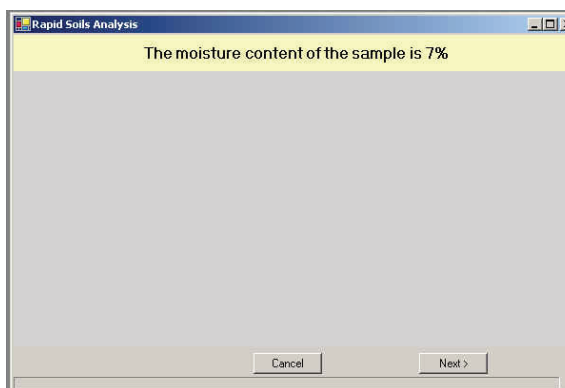 Rapid Soils Analysis
The moisture content of the sample is 7%
Cancel
Next >